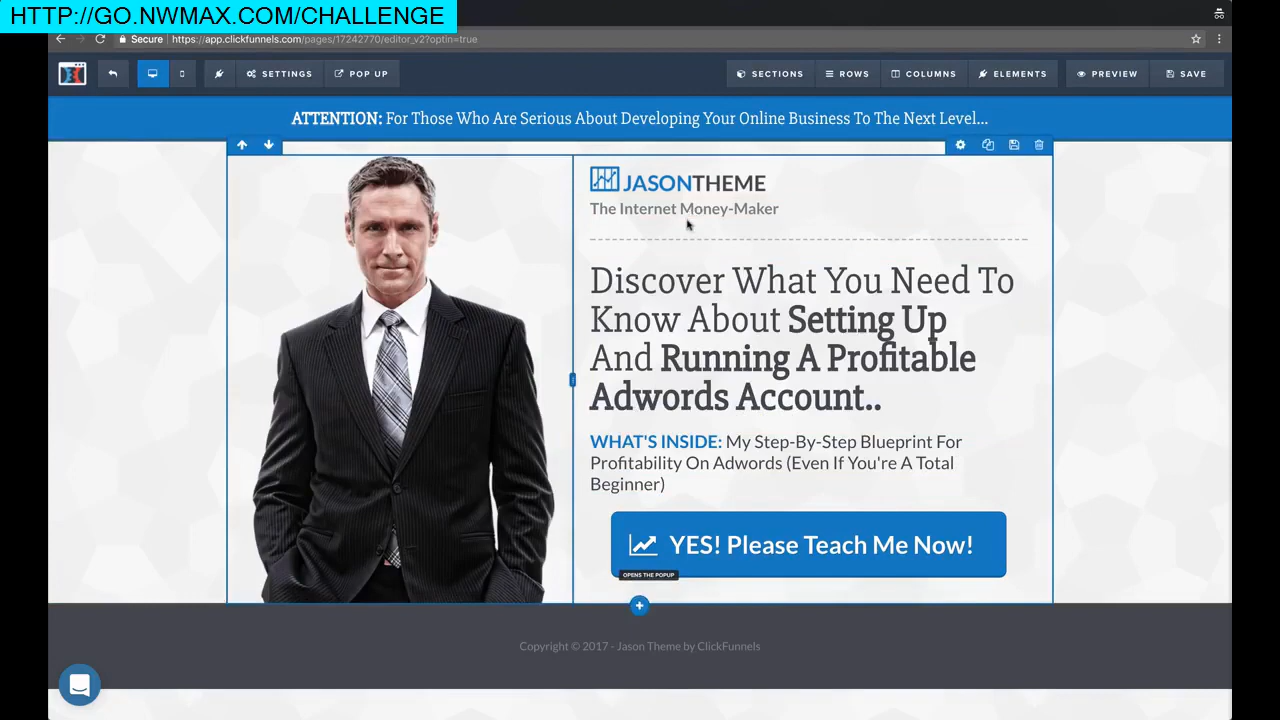 HTTP://GO.NWMAX.COM/CHALLENGE
Secure https://app.clickfunnels.com/pages/17242770/editor_v2?optin=true
SETTINGS POP UP SECTIONS ROWS COLUMNS ELEMENTS PREVIEW SAVE
ATTENTION: For Those Who Are Serious About Developing Your Online Business To The Next Level...
JASONTHEME
The Internet Money-Maker
Discover What You Need To
Know About Setting Up
And Running A Profitable
Adwords Account..
WHAT'S INSIDE: My Step-By-Step Blueprint For
Profitability On Adwords (Even If You're A Total
Beginner)
YES! Please Teach Me Now!
OPENS THE POPUP
Copyright © 2017 - Jason Theme by ClickFunnels